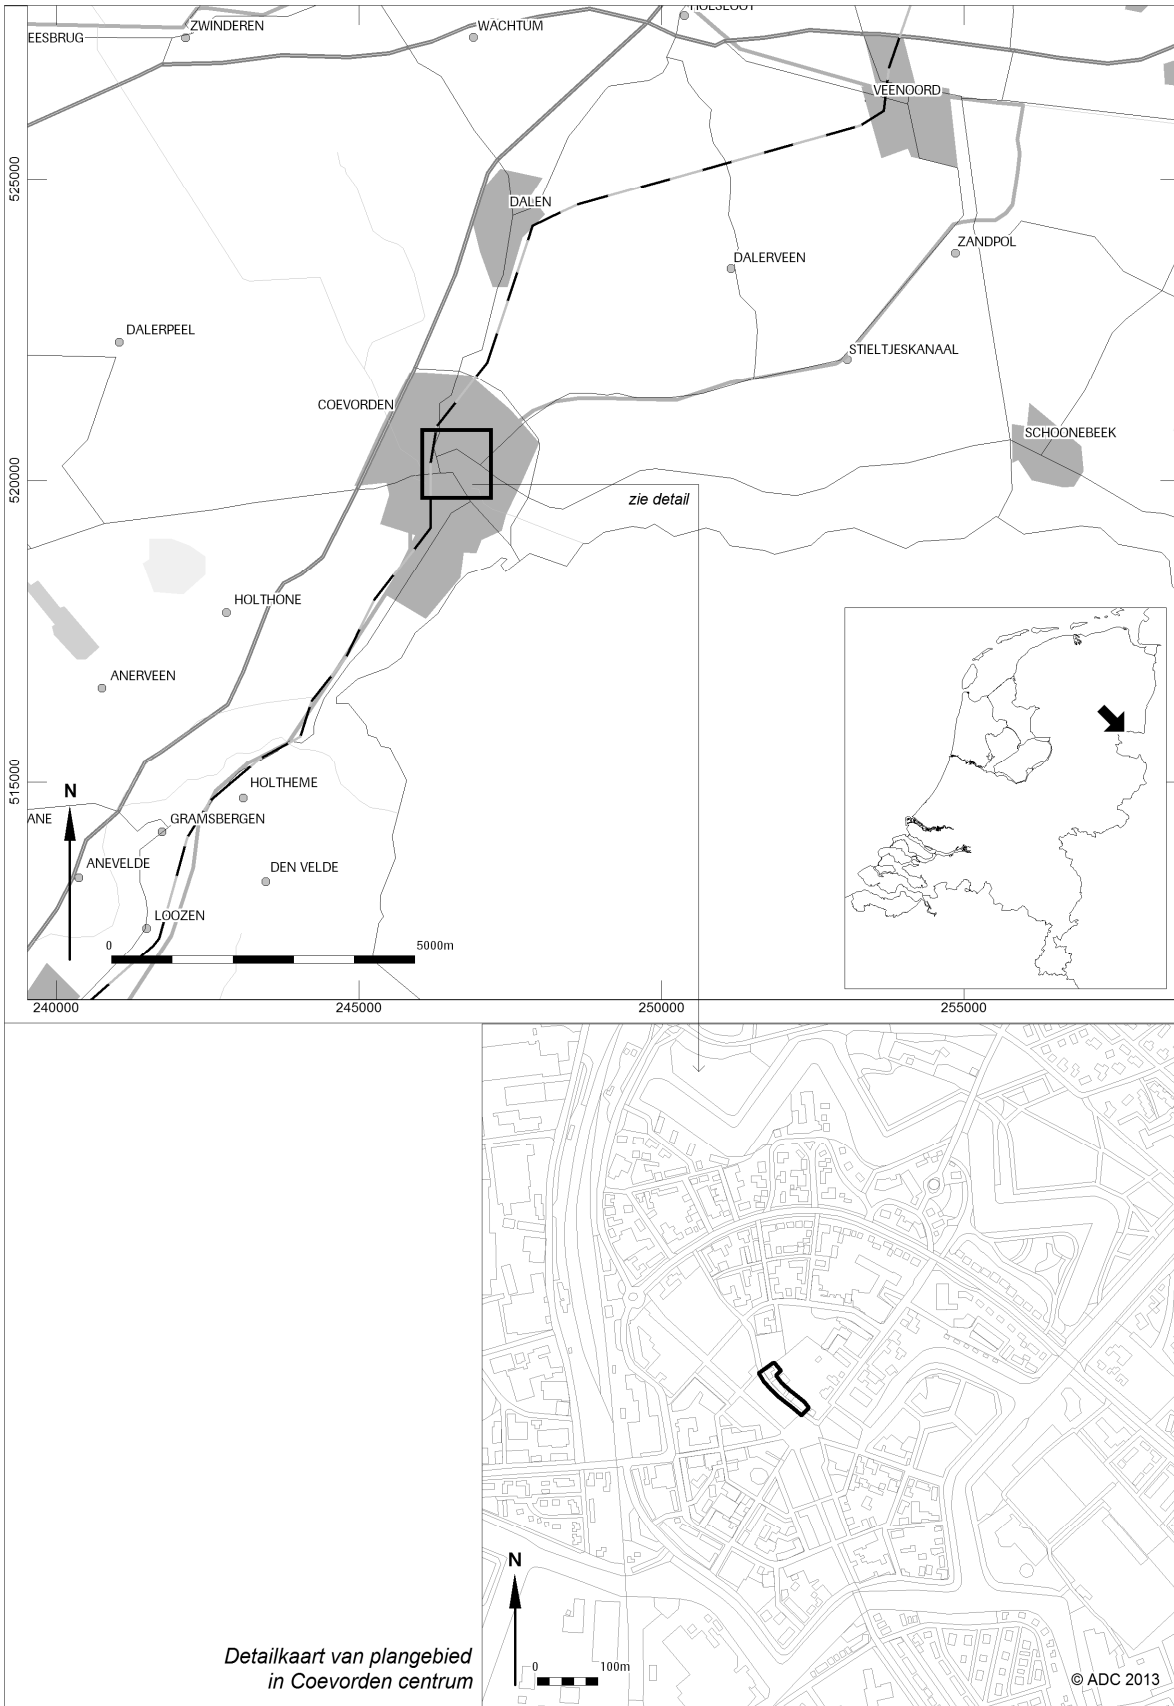 HOLSLOOT
ZWINDEREN
WACHTUM
EESBRUG
VEENOORD
525000
DALEN
ZANDPOL
DALERVEEN
DALERPEEL
STIELTJESKANAAL
COEVORDEN
SCHOONEBEEK
520000
zie detail
HOLTHONE
ANERVEEN
515000
N
HOLTHEME
ANE
GRAMSBERGEN
ANEVELDE
DEN VELDE
LOOZEN
0 5000m
240000 245000 250000 255000
N
Detailkaart van plangebied
in Coevorden centrum
0 100m
© ADC 2013